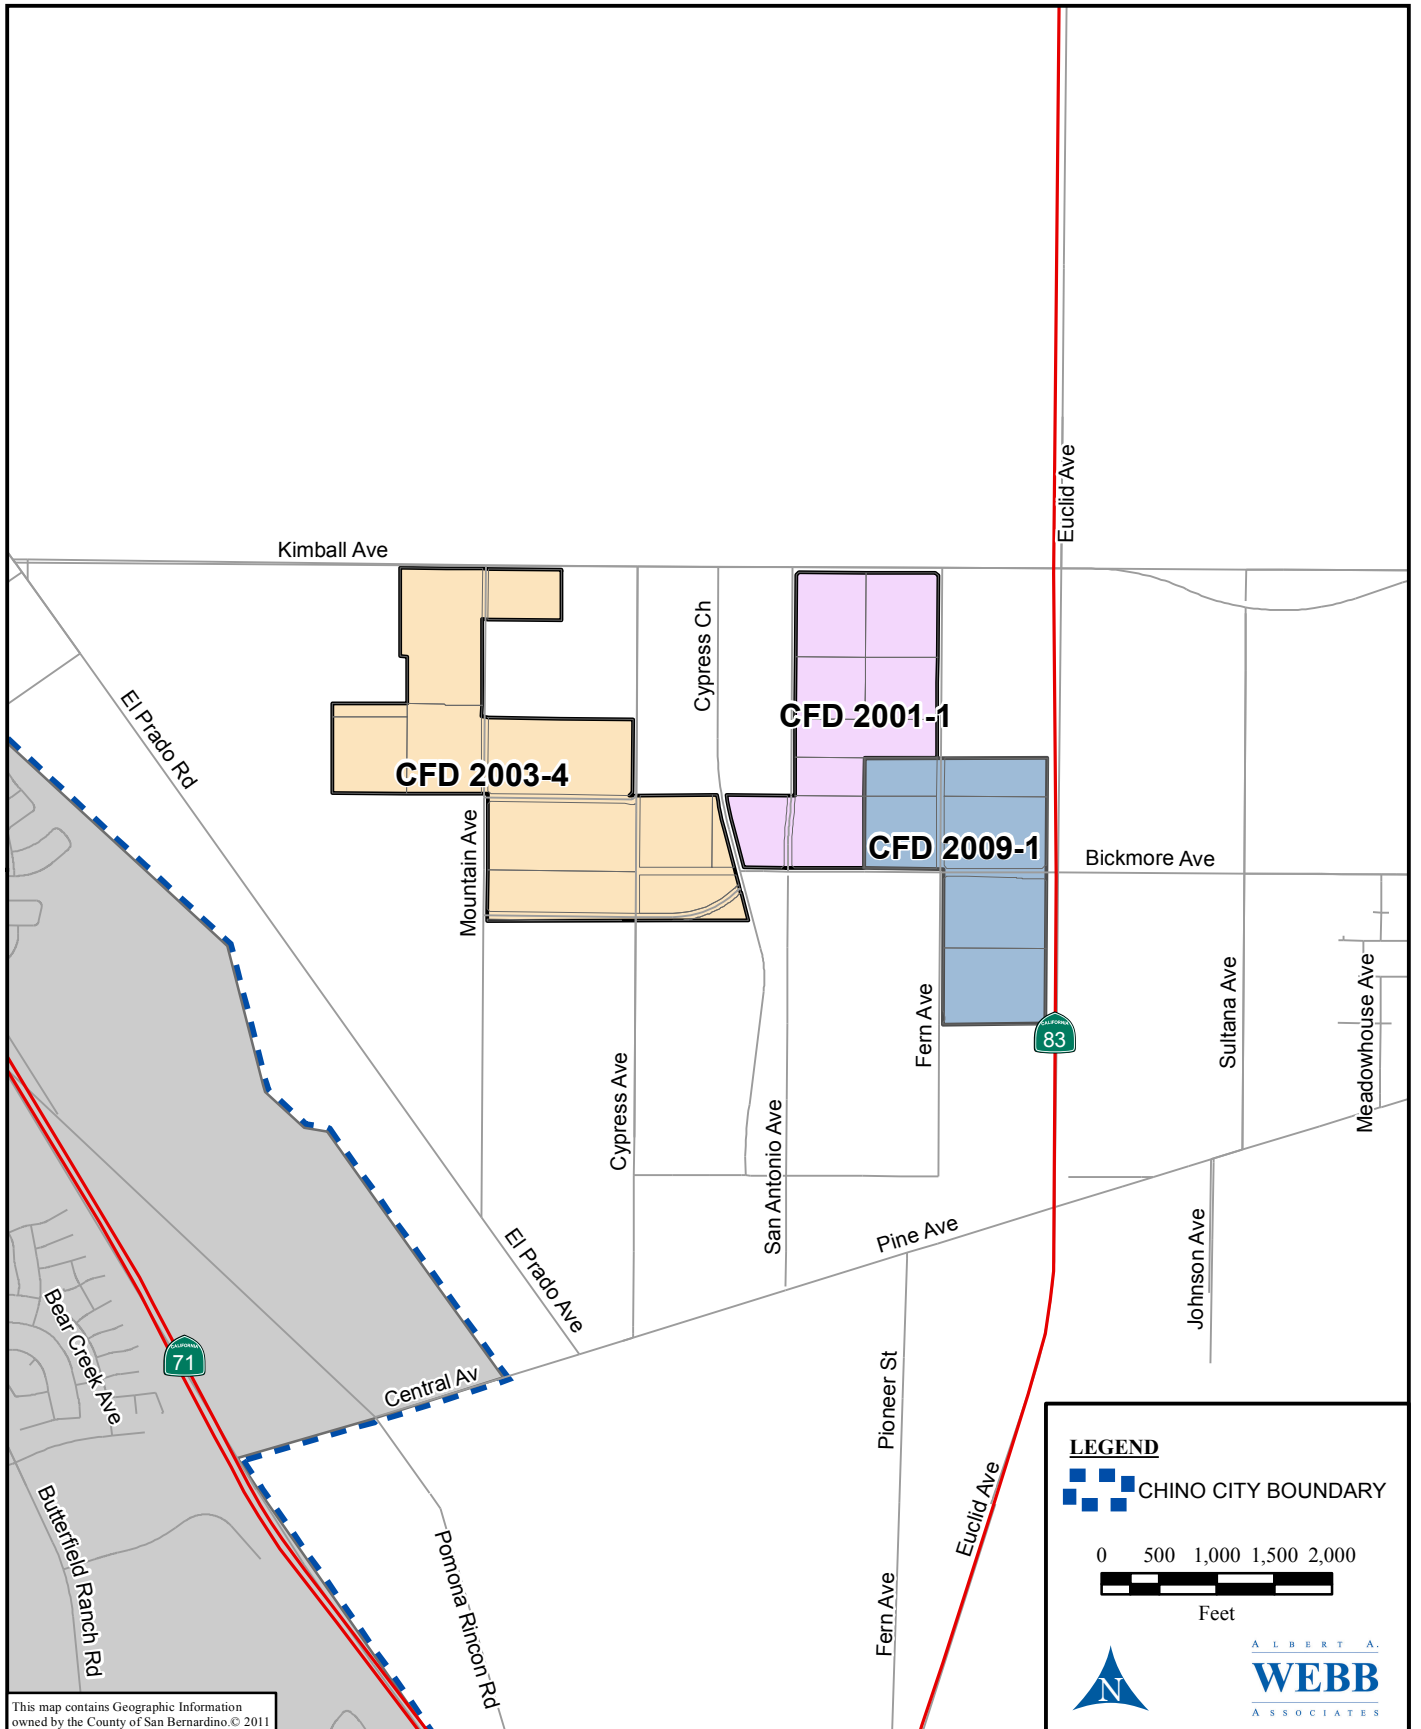 Euclid Ave
Kimball Ave
Cypress Ch
El Prado Rd
CFD 2001-1
CFD 2003-4
CFD 2009-1
Bickmore Ave
Mountain Ave
Fern Ave
Sultana Ave
Meadowhouse Ave
CALIFORNIA
83
Cypress Ave
San Antonio Ave
Pine Ave
El Prado Ave
Johnson Ave
Bear Creek Ave
CALIFORNIA
71
Central Av
Pioneer St
Euclid Ave
Butterfield Ranch Rd
Pomona Rincon Rd
Fern Ave
LEGEND
CHINO CITY BOUNDARY
0 500 1,000 1,500 2,000
Feet
N
ALBERT A.
WEBB
ASSOCIATES
This map contains Geographic Information
owned by the County of San Bernardino.© 2011